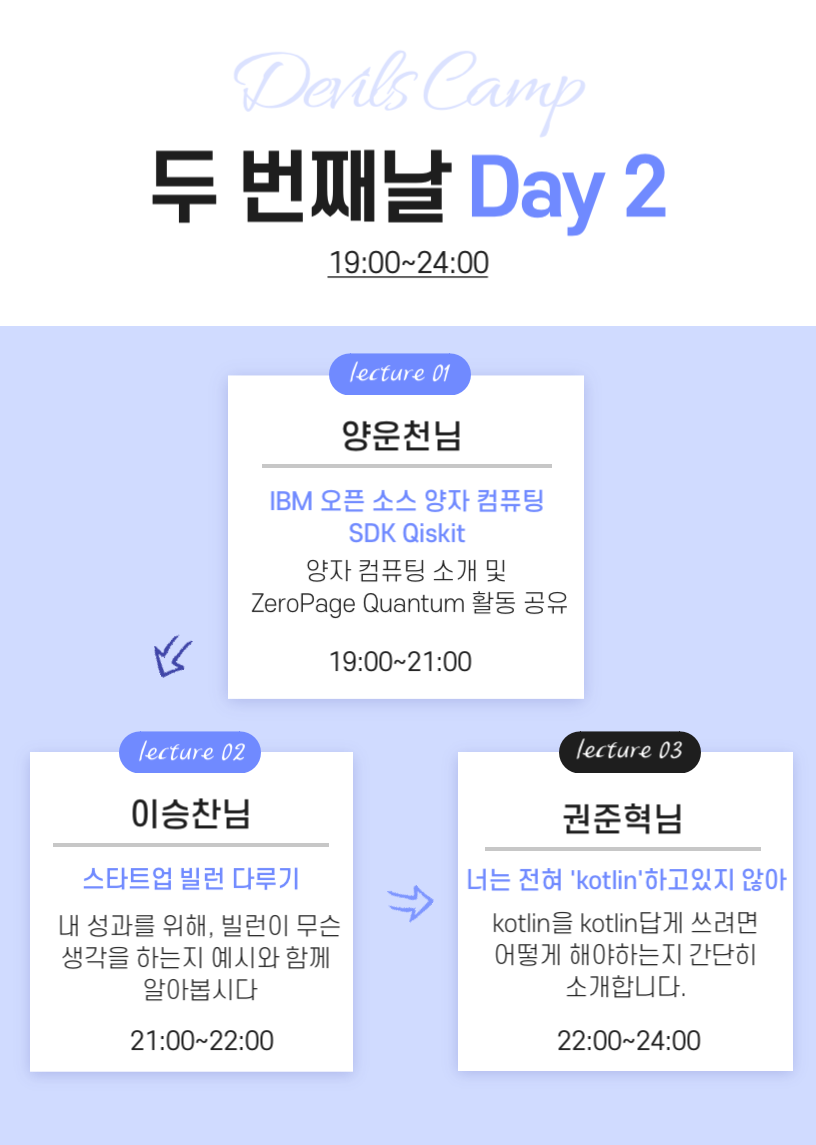 Devils Camp
두 번째날 Day 2
19:00~24:00
lecture 01
양운천님
IBM 오픈 소스 양자 컴퓨팅
SDK Qiskit
양자 컴퓨팅 소개 및
ZeroPage Quantum 활동 공유
19:00~21:00
lecture 02
이승찬님
스타트업 빌런 다루기
내 성과를 위해, 빌런이 무슨
생각을 하는지 예시와 함께
알아봅시다
21:00~22:00
lecture 03
권준혁님
너는 전혀 'kotlin'하고있지 않아
kotlin을 kotlin답게 쓰려면
어떻게 해야하는지 간단히
소개합니다.
22:00~24:00